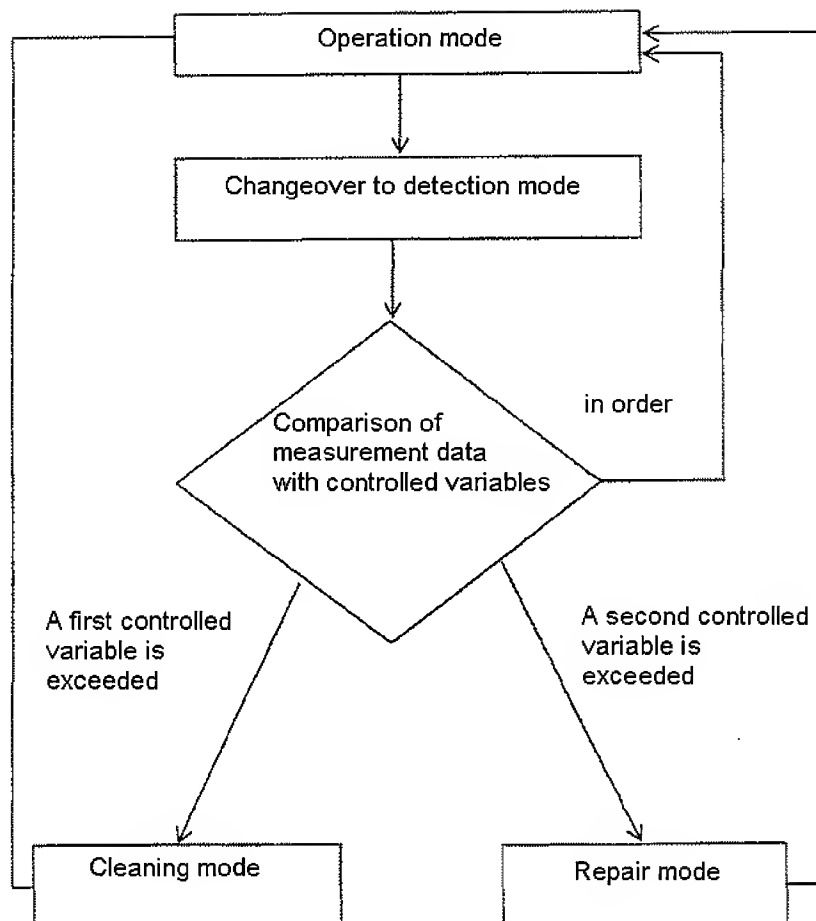 Operation mode
Changeover to detection mode
in order
Comparison of
measurement data
with controlled variables
A first controlled
variable is
exceeded
A second controlled
variable is
exceeded
Cleaning mode
Repair mode